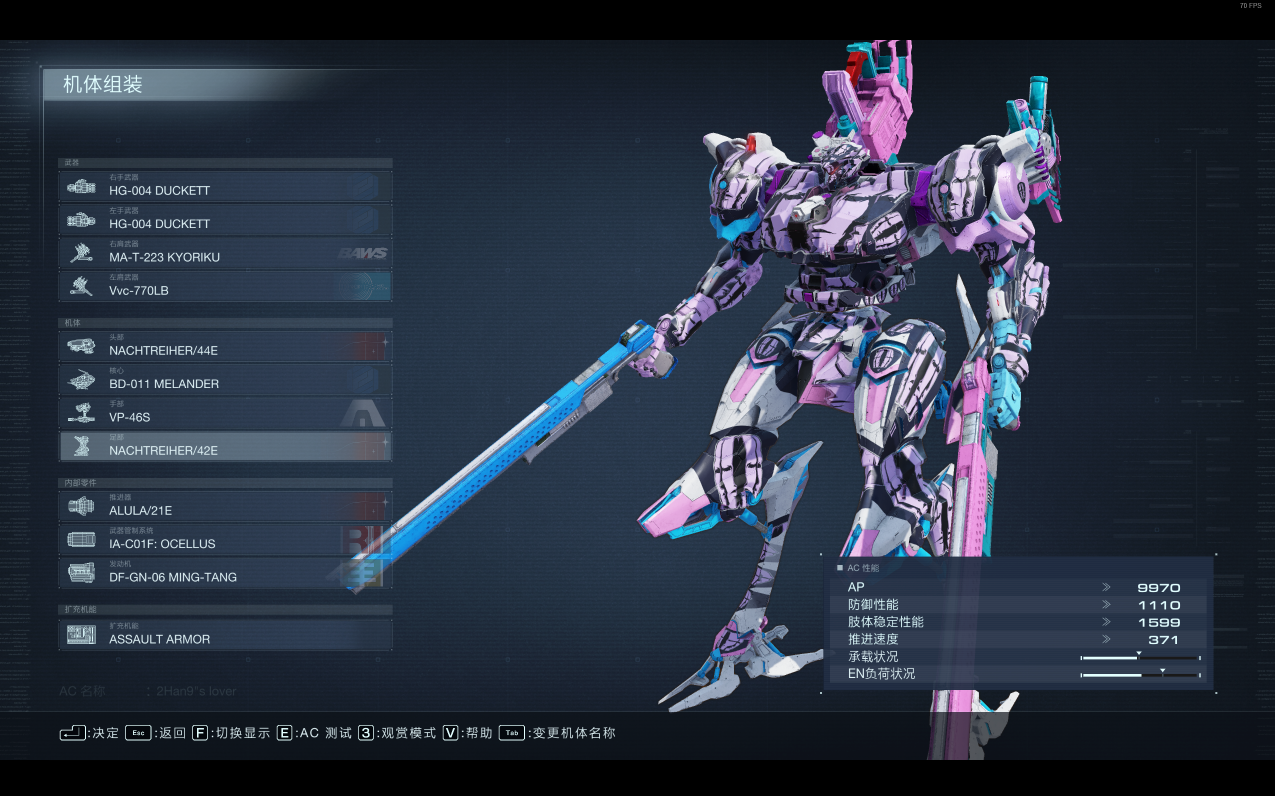 70 FPS
机体组装
武器
右手武器
HG-004 DUCKETT
左手武器
HG-004 DUCKETT
右肩武器
MA-T-223 KYORIKU
BAWS
左肩武器
Vvc-770LB
机体
头部
NACHTREIHER/44E
核心
BD-011 MELANDER
手部
VP-46S
足部
NACHTREIHER/42E
内部零件
推进器
ALULA/21E
武器管制系统
IA-C01F: OCELLUS
发动机
DF-GN-06 MING-TANG
扩充机能
扩充机能
ASSAULT ARMOR
AC 名称 : 2Han9's lover
AC 性能
AP 9970
防御性能 1110
肢体稳定性能 1599
推进速度 371
承载状况
EN负荷状况
:决定 Esc :返回 F :切换显示 E :AC 测试 3 :观赏模式 V :帮助 Tab :变更机体名称